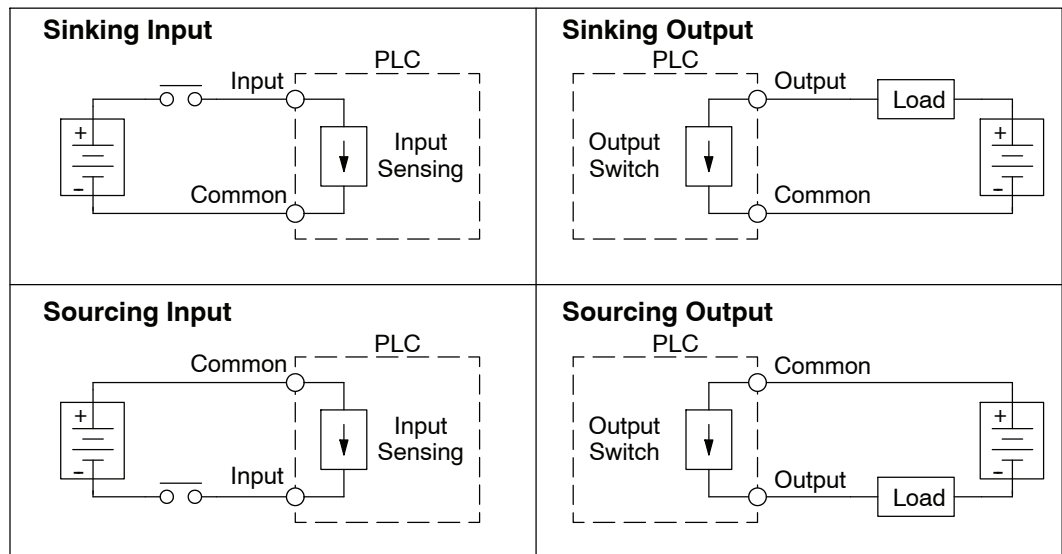 Sinking Input
PLC
Input
+
Input
Sensing
–
Common
Sinking Output
PLC
Output
Load
Output
Switch
+
–
Common
Sourcing Input
PLC
Common
+
Input
Sensing
–
Input
Sourcing Output
PLC
Common
Output
Switch
+
–
Output
Load